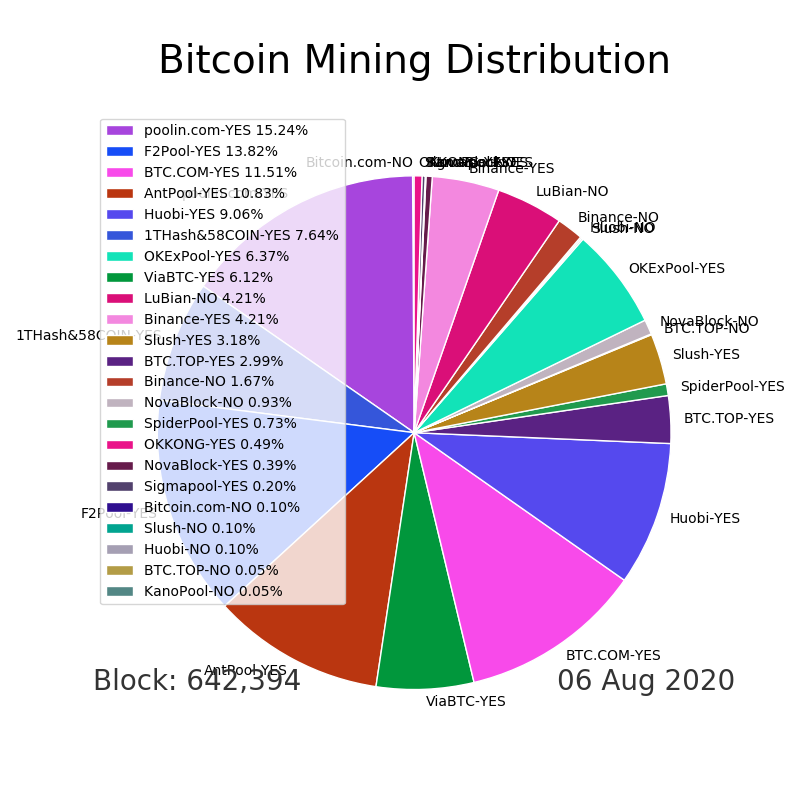 Bitcoin Mining Distribution
poolin.com-YES 15.24%
F2Pool-YES 13.82%
BTC.COM-YES 11.51%
AntPool-YES 10.83%
Huobi-YES 9.06%
1THash&58COIN-YES 7.64%
OKExPool-YES 6.37%
ViaBTC-YES 6.12%
LuBian-NO 4.21%
Binance-YES 4.21%
Slush-YES 3.18%
BTC.TOP-YES 2.99%
Binance-NO 1.67%
NovaBlock-NO 0.93%
SpiderPool-YES 0.73%
OKKONG-YES 0.49%
NovaBlock-YES 0.39%
Sigmapool-YES 0.20%
Bitcoin.com-NO 0.10%
Slush-NO 0.10%
Huobi-NO 0.10%
BTC.TOP-NO 0.05%
KanoPool-NO 0.05%
Bitcoin.com-NO
Binance-YES
LuBian-NO
Binance-NO
Huobi-NO
Slush-NO
OKExPool-YES
NovaBlock-NO
BTC.TOP-NO
Slush-YES
SpiderPool-YES
BTC.TOP-YES
Huobi-YES
BTC.COM-YES
ViaBTC-YES
AntPool-YES
F2Pool-YES
1THash&58COIN-YES
Block: 642,394
06 Aug 2020